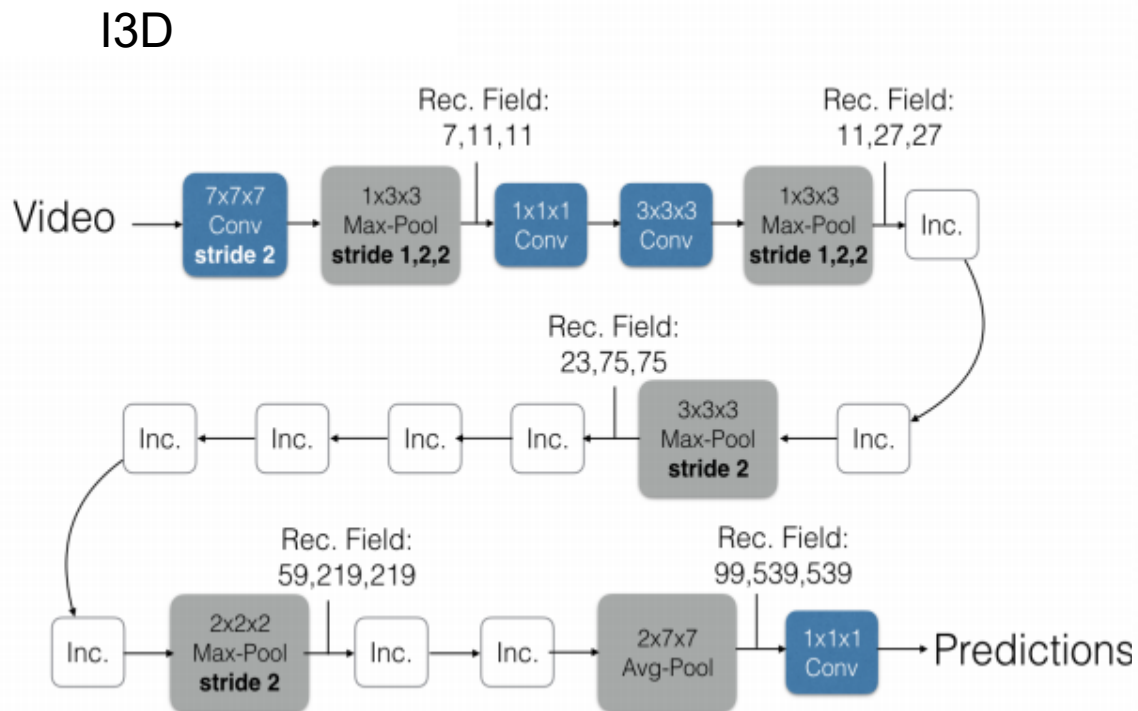 I3D
Rec. Field:
7,11,11
Rec. Field:
11,27,27
Video
7x7x7
Conv
stride 2
1x3x3
Max-Pool
stride 1,2,2
1x1x1
Conv
3x3x3
Conv
1x3x3
Max-Pool
stride 1,2,2
Inc.
Rec. Field:
23,75,75
Inc.
Inc.
Inc.
Inc.
3x3x3
Max-Pool
stride 2
Inc.
Rec. Field:
59,219,219
Rec. Field:
99,539,539
Inc.
2x2x2
Max-Pool
stride 2
Inc.
Inc.
2x7x7
Avg-Pool
1x1x1
Conv
Predictions